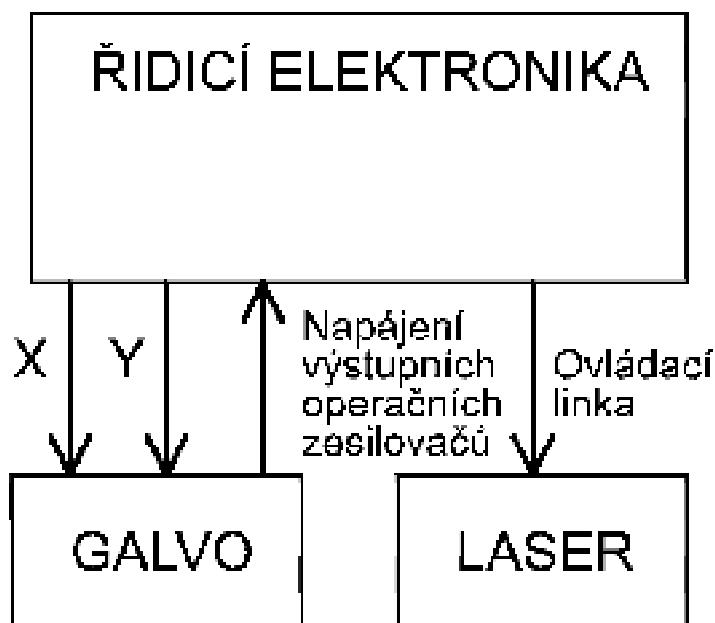 ŘIDICÍ ELEKTRONIKA
X
Y
Napájení
výstupních
operačních
zesilovačů
Ovládací
linka
GALVO
LASER